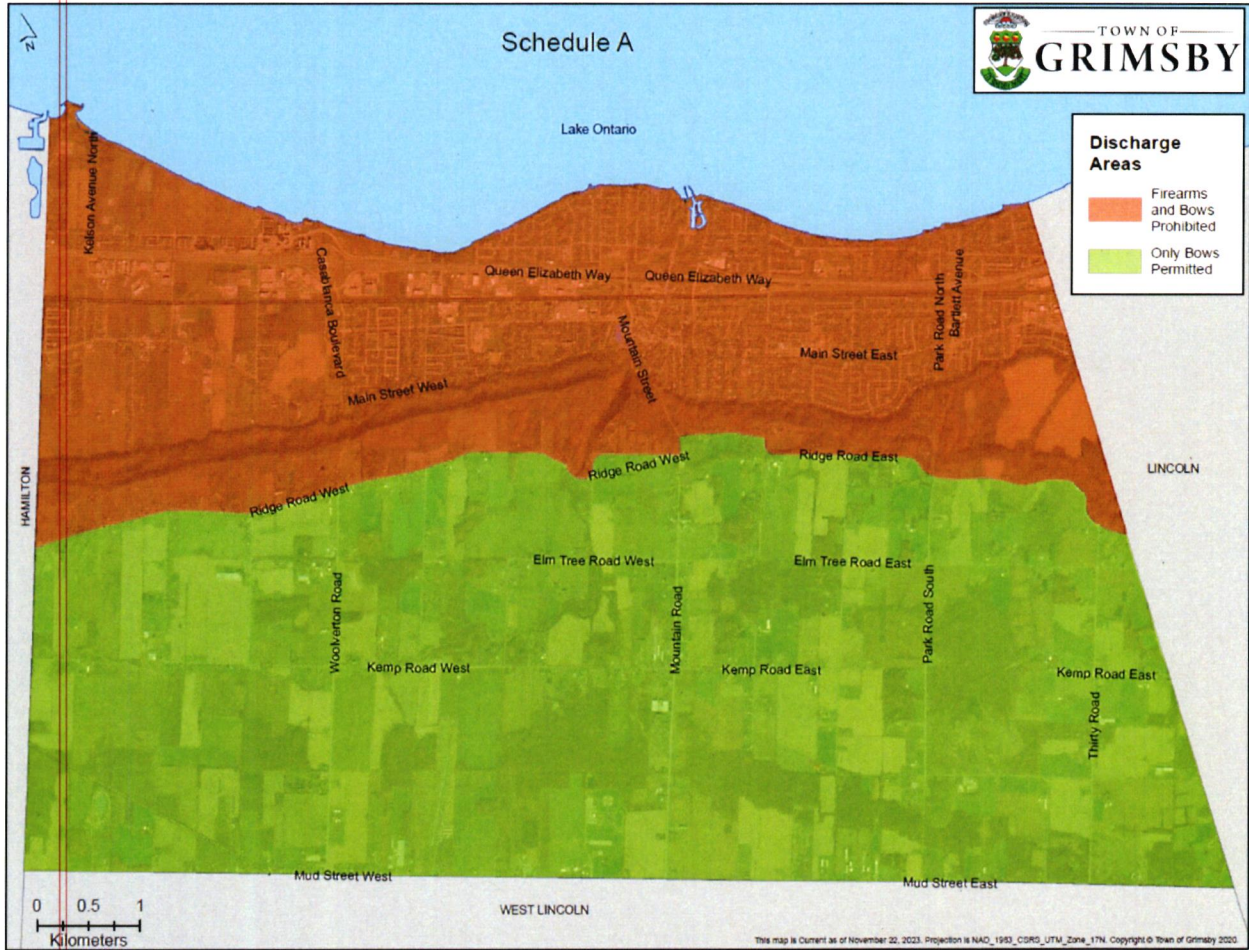 N
Schedule A
TOWN OF
GRIMSBY
Lake Ontario
Discharge
Areas
Firearms
and Bows
Prohibited
Only Bows
Permitted
Kelson Avenue North
Casablanca Boulevard
Queen Elizabeth Way
Queen Elizabeth Way
Park Road North
Bartlett Avenue
Mountain Street
Main Street East
Main Street West
Ridge Road West
Ridge Road East
LINCOLN
HAMILTON
Ridge Road West
Elm Tree Road West
Elm Tree Road East
Woolverton Road
Mountain Road
Park Road South
Kemp Road West
Kemp Road East
Kemp Road East
Thirty Road
Mud Street West
Mud Street East
0 0.5 1
Kilometers
WEST LINCOLN
This map is Current as of November 22, 2023. Projection is NAD_1983_CSRS_UTM_Zone_17N. Copyright © Town of Grimsby 2020